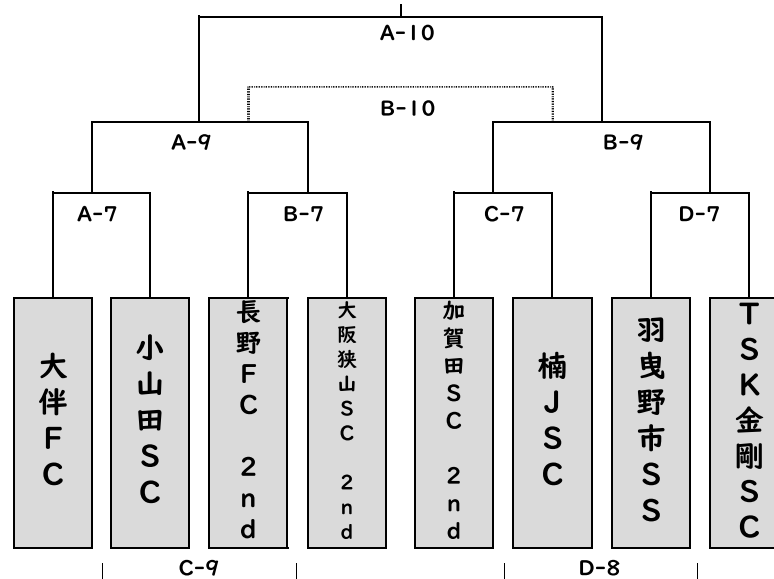 A-10
B-10
A-9
B-9
A-7
B-7
C-7
D-7
大伴FC
小山田SC
長野FC 2nd
大阪狭山SC 2nd
加賀田SC 2nd
楠JSC
羽曳野市SS
TSK金剛SC
C-9
D-8